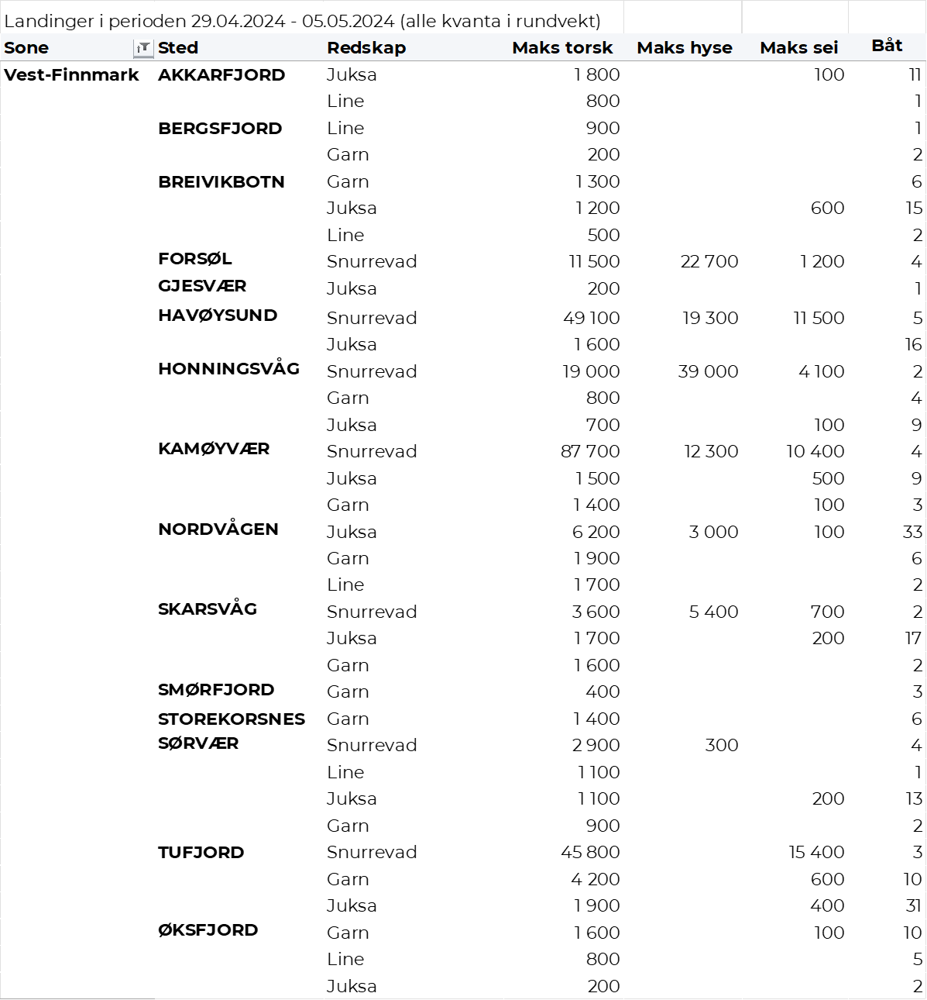 Landinger i perioden 29.04.2024 - 05.05.2024 (alle kvanta i rundvekt)
Sone Sted Redskap Maks torsk Maks hyse Maks sei Båt
Vest-Finnmark AKKARFJORD Juksa 1 800 100 11
Line 800 1
BERGSFJORD Line 900 1
Garn 200 2
BREIVIKBOTN Garn 1 300 6
Juksa 1 200 600 15
Line 500 2
FORSØL Snurrevad 11 500 22 700 1 200 4
GJESVÆR Juksa 200 1
HAVØYSUND Snurrevad 49 100 19 300 11 500 5
Juksa 1 600 16
HONNINGSVÅG Snurrevad 19 000 39 000 4 100 2
Garn 800 4
Juksa 700 100 9
KAMØYVÆR Snurrevad 87 700 12 300 10 400 4
Juksa 1 500 500 9
Garn 1 400 100 3
NORDVÅGEN Juksa 6 200 3 000 100 33
Garn 1 900 6
Line 1 700 2
SKARSVÅG Snurrevad 3 600 5 400 700 2
Juksa 1 700 200 17
Garn 1 600 2
SMØRFJORD Garn 400 3
STOREKORSNES Garn 1 400 6
SØRVÆR Snurrevad 2 900 300 4
Line 1 100 1
Juksa 1 100 200 13
Garn 900 2
TUFJORD Snurrevad 45 800 15 400 3
Garn 4 200 600 10
Juksa 1 900 400 31
ØKSFJORD Garn 1 600 100 10
Line 800 5
Juksa 200 2